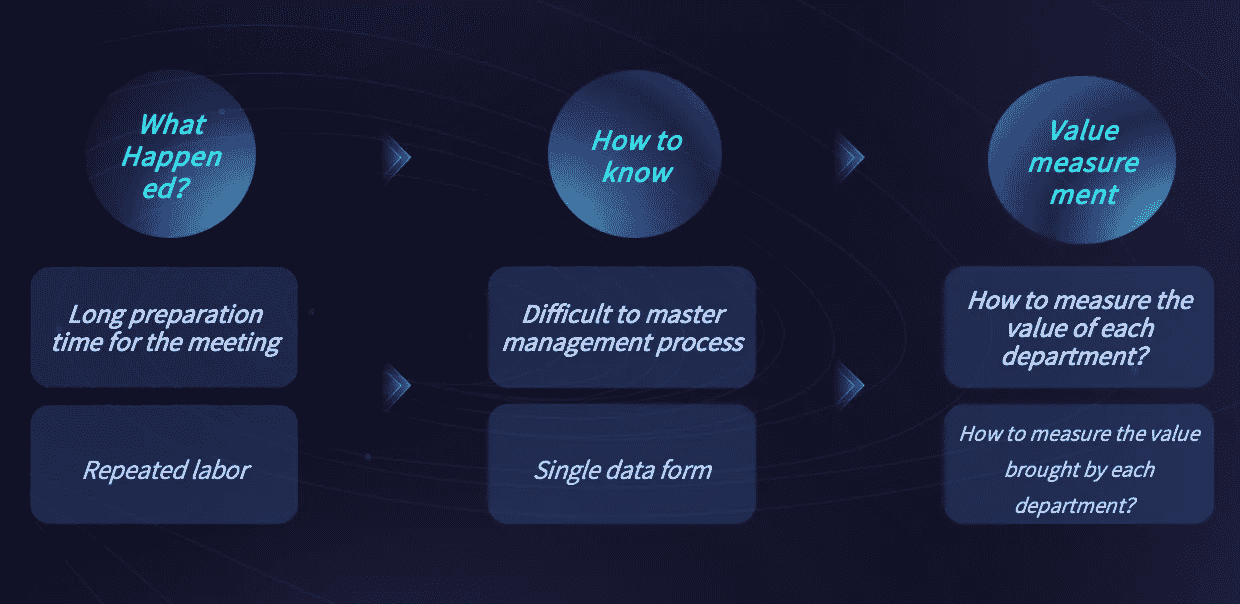 What
Happen
ed?
How to
know
Value
measure
ment
Long preparation
time for the meeting
Difficult to master
management process
How to measure the
value of each
department?
Repeated labor
Single data form
How to measure the value
brought by each
department?